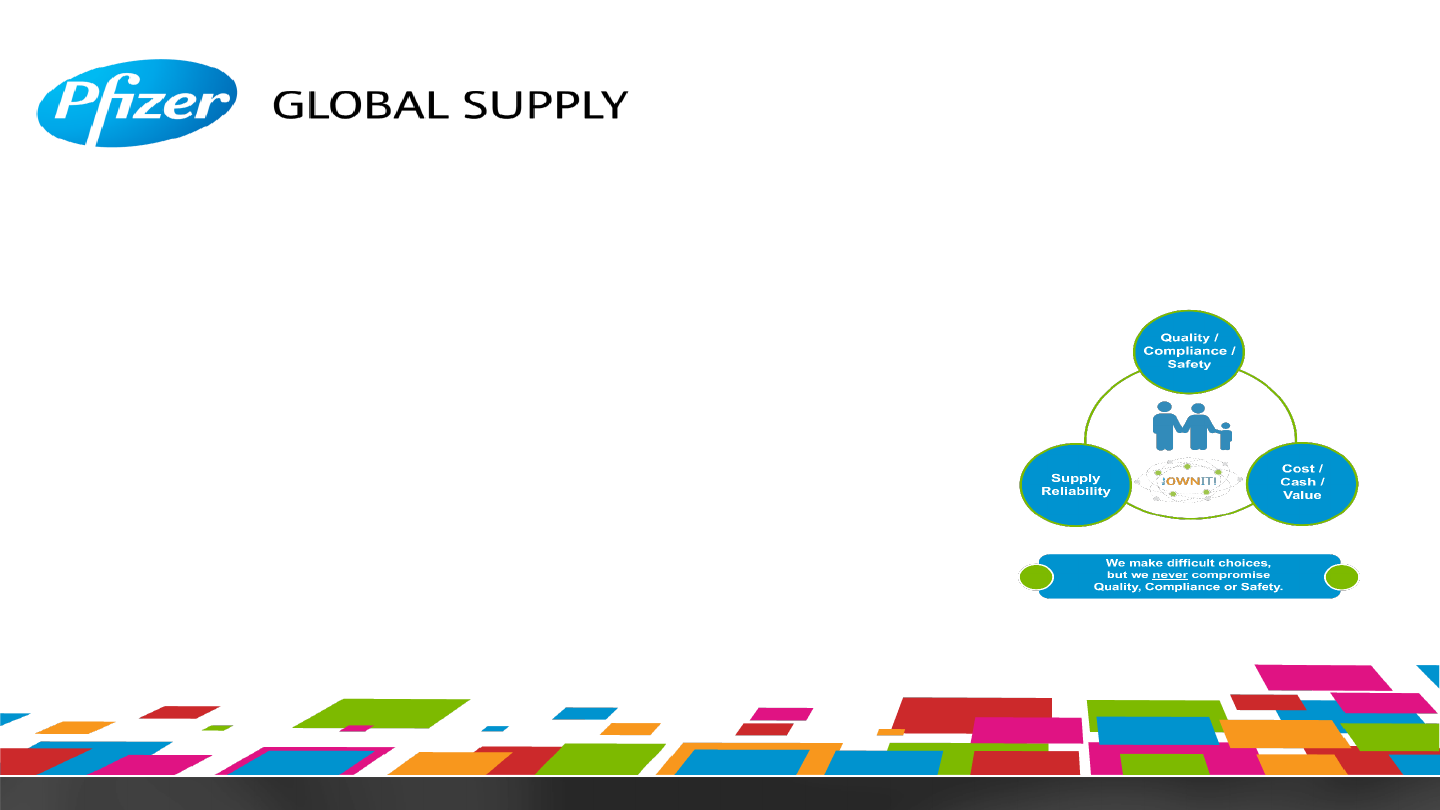 Pfizer GLOBAL SUPPLY
Quality /
Compliance /
Safety
Supply
Reliability
OWNIT!
Cost /
Cash /
Value
We make difficult choices,
but we never compromise
Quality, Compliance or Safety.